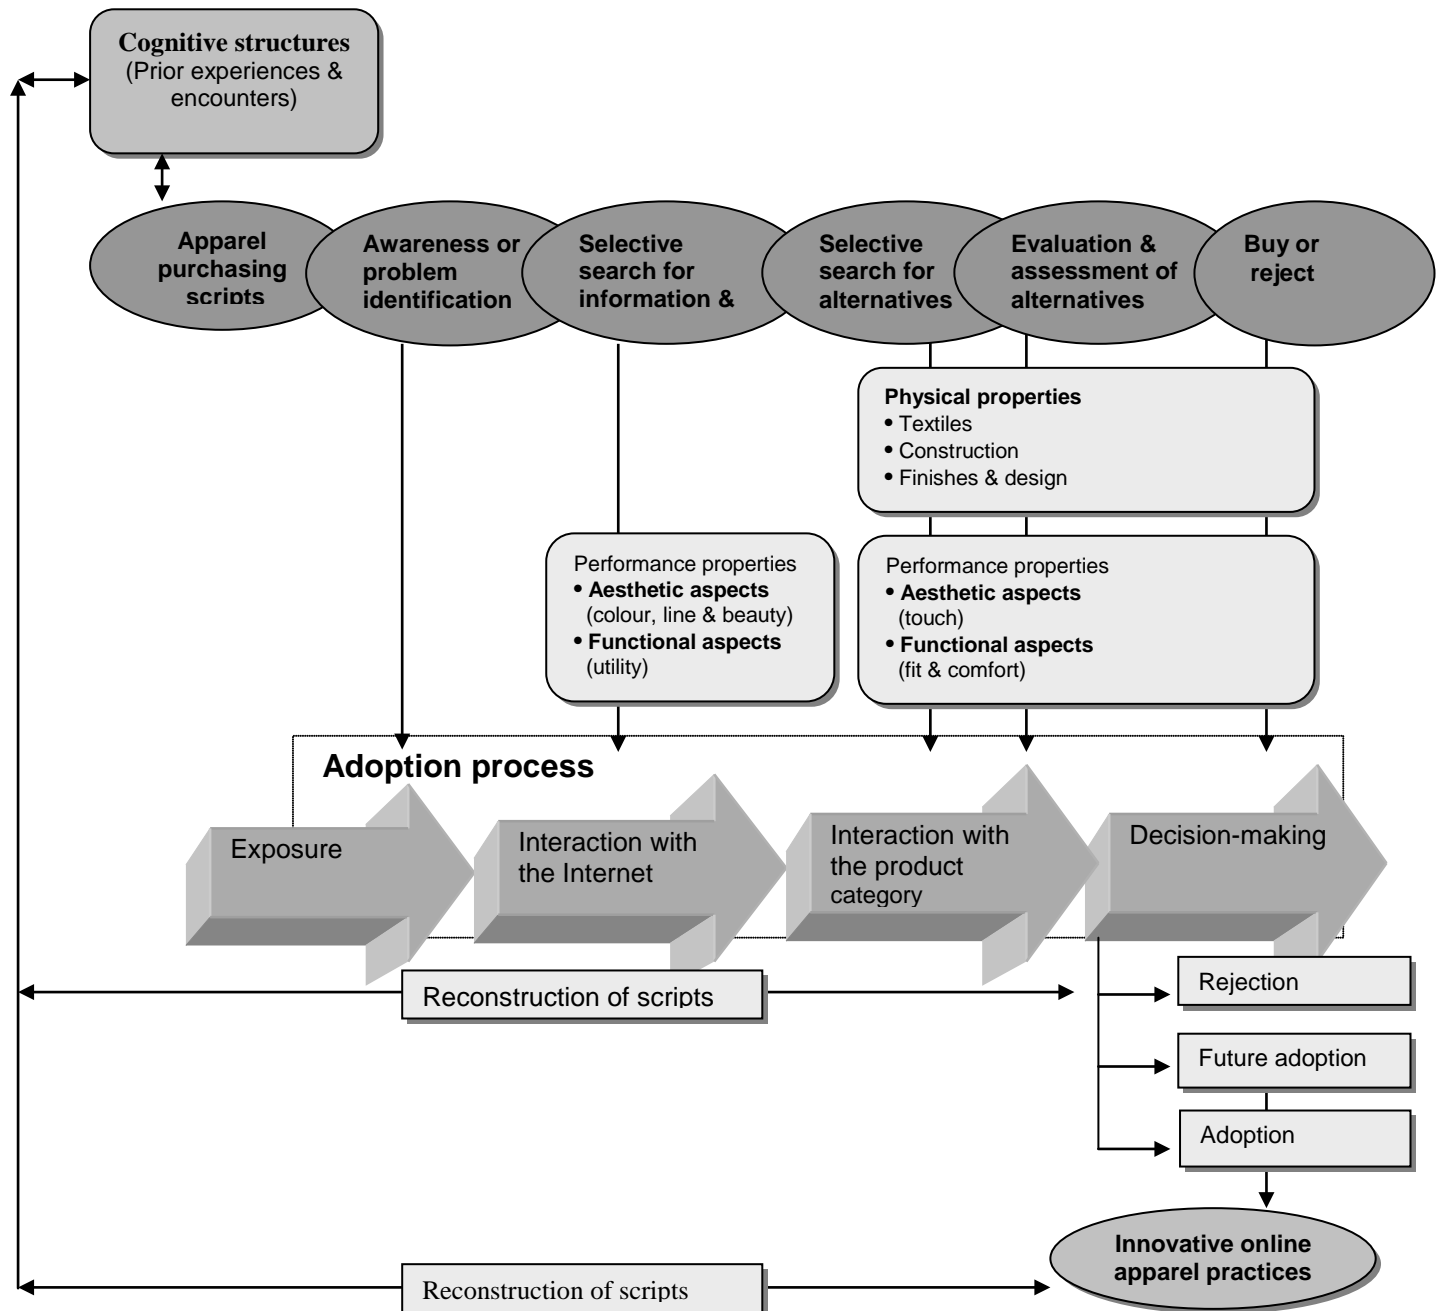 Cognitive structures
(Prior experiences &
encounters)
Apparel
purchasing
scripts
Awareness or
problem
identification
Selective
search for
information &
Selective
search for
alternatives
Evaluation &
assessment of
alternatives
Buy or
reject
Physical properties
• Textiles
• Construction
• Finishes & design
Performance properties
• Aesthetic aspects
(colour, line & beauty)
• Functional aspects
(utility)
Performance properties
• Aesthetic aspects
(touch)
• Functional aspects
(fit & comfort)
Adoption process
Exposure
Interaction with
the Internet
Interaction with
the product
category
Decision-making
Reconstruction of scripts
Rejection
Future adoption
Adoption
Innovative online
apparel practices
Reconstruction of scripts